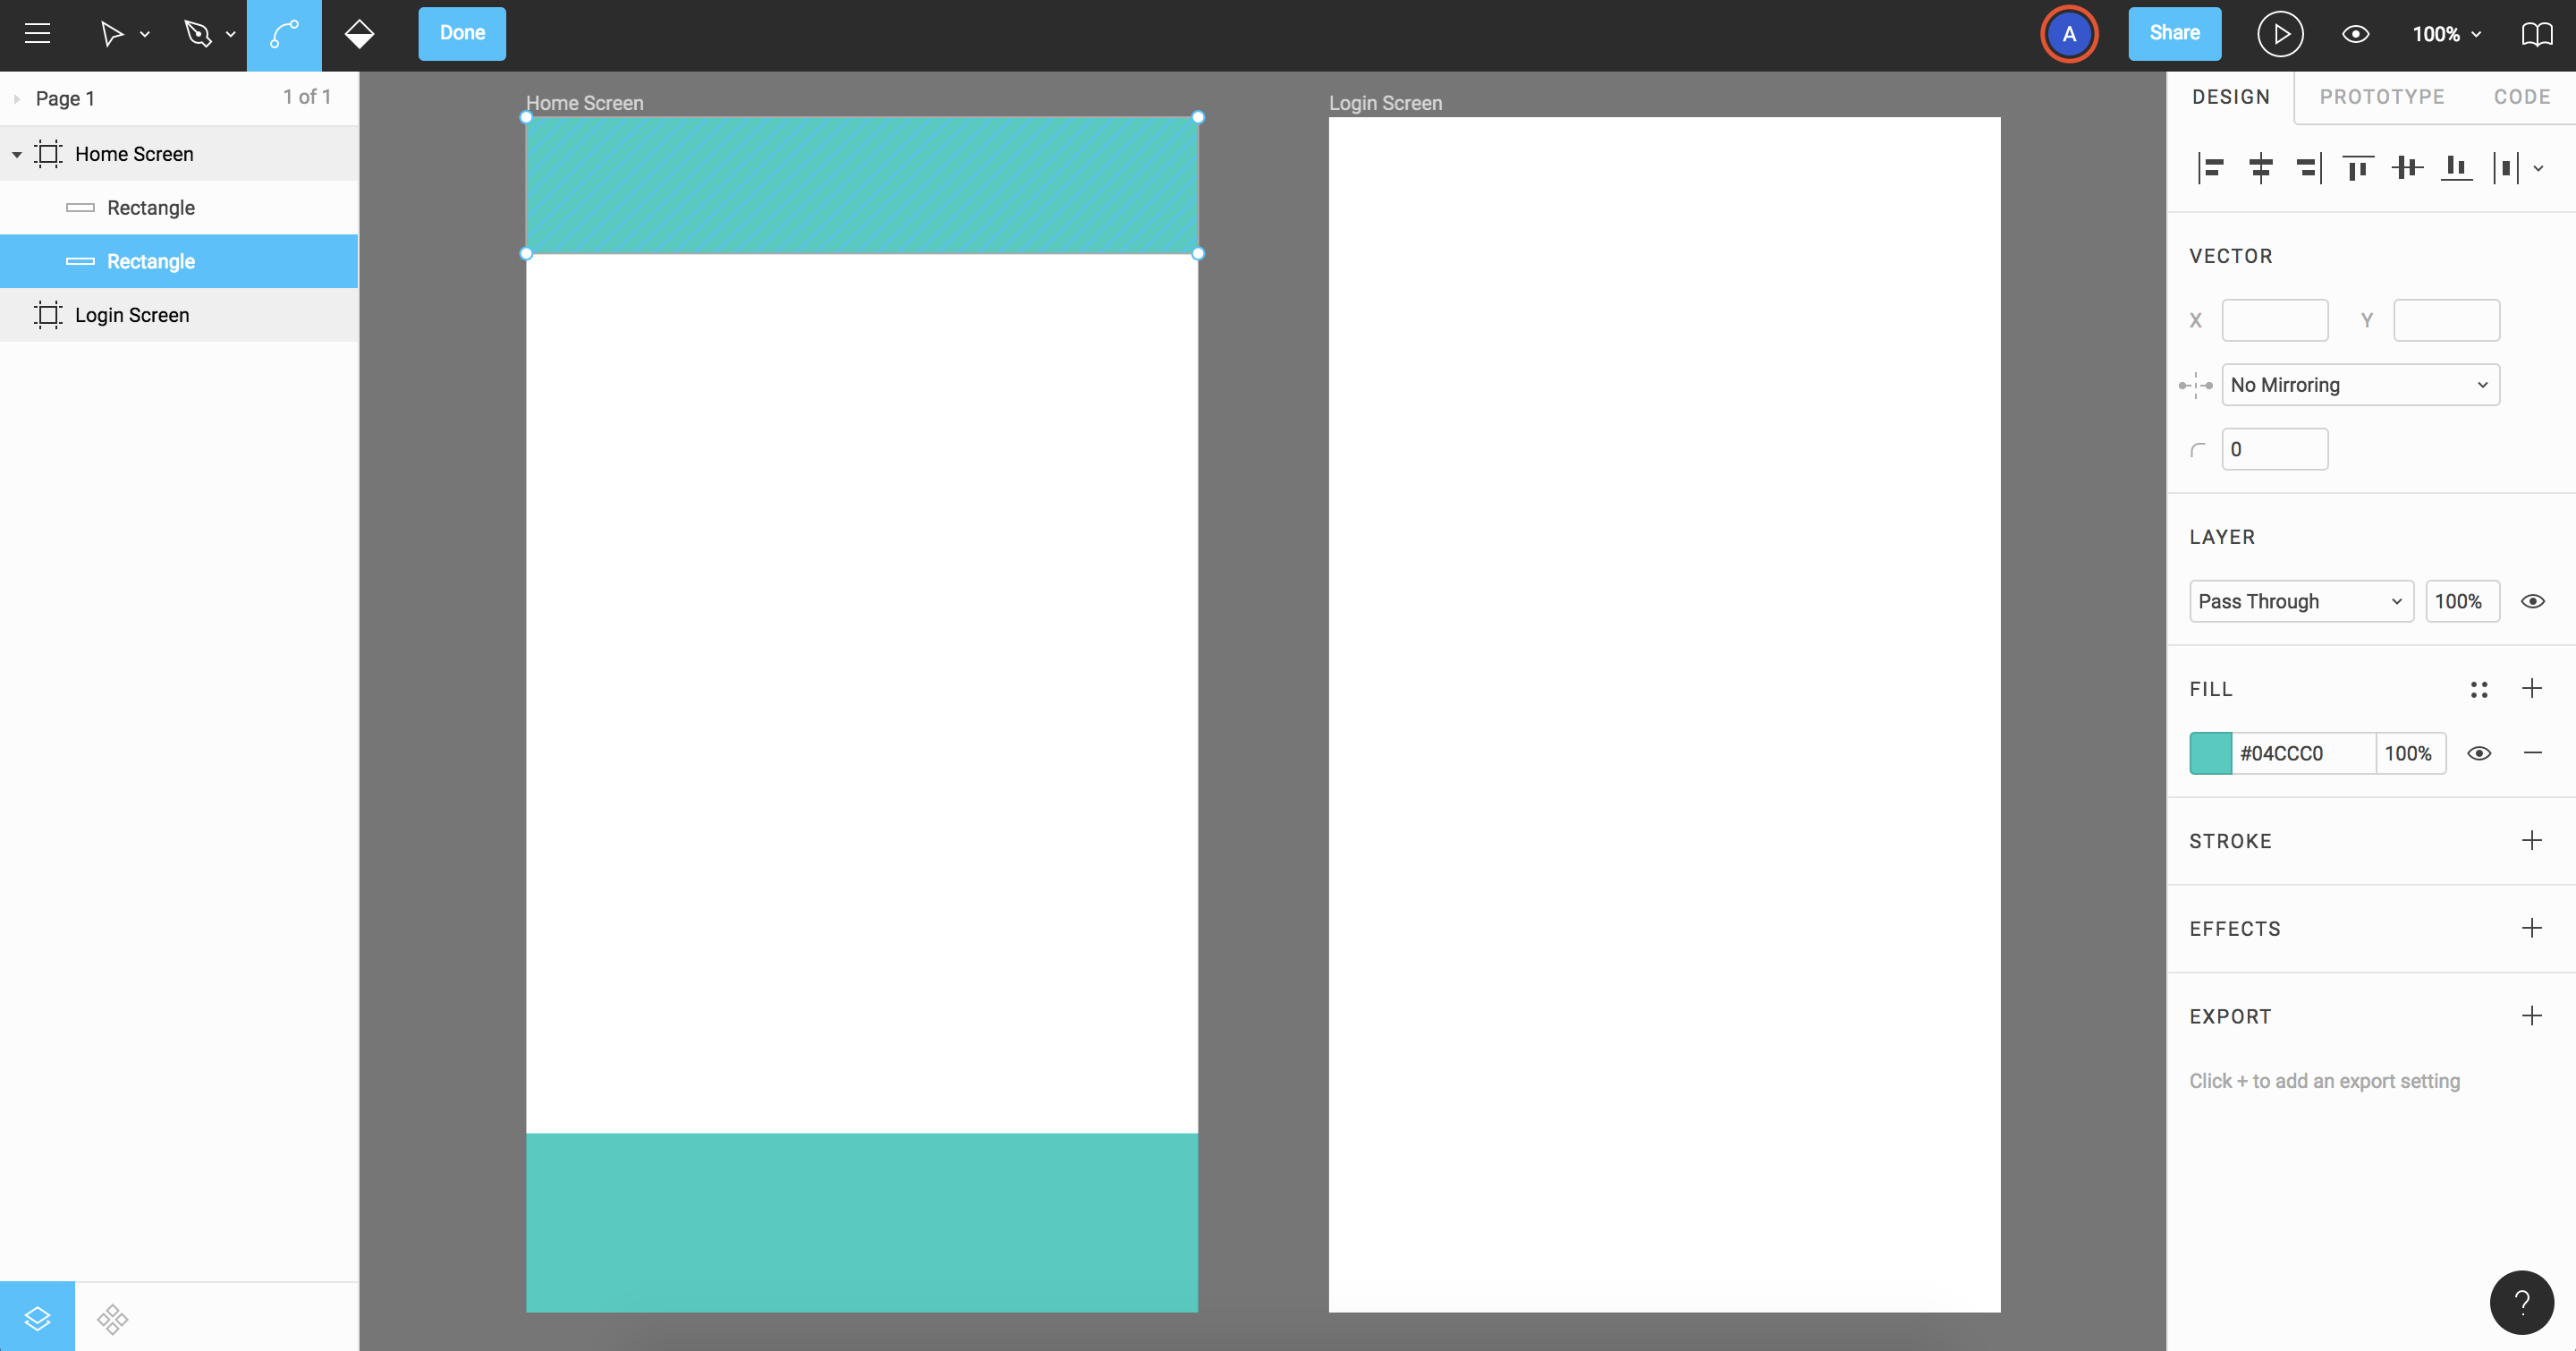 Done
A
Share
100%
Page 1
1 of 1
Home Screen
Rectangle
Rectangle
Login Screen
Home Screen
Login Screen
DESIGN
PROTOTYPE
CODE
VECTOR
X
Y
No Mirroring
0
LAYER
Pass Through
100%
FILL
#04CCC0
100%
STROKE
EFFECTS
EXPORT
Click + to add an export setting
?